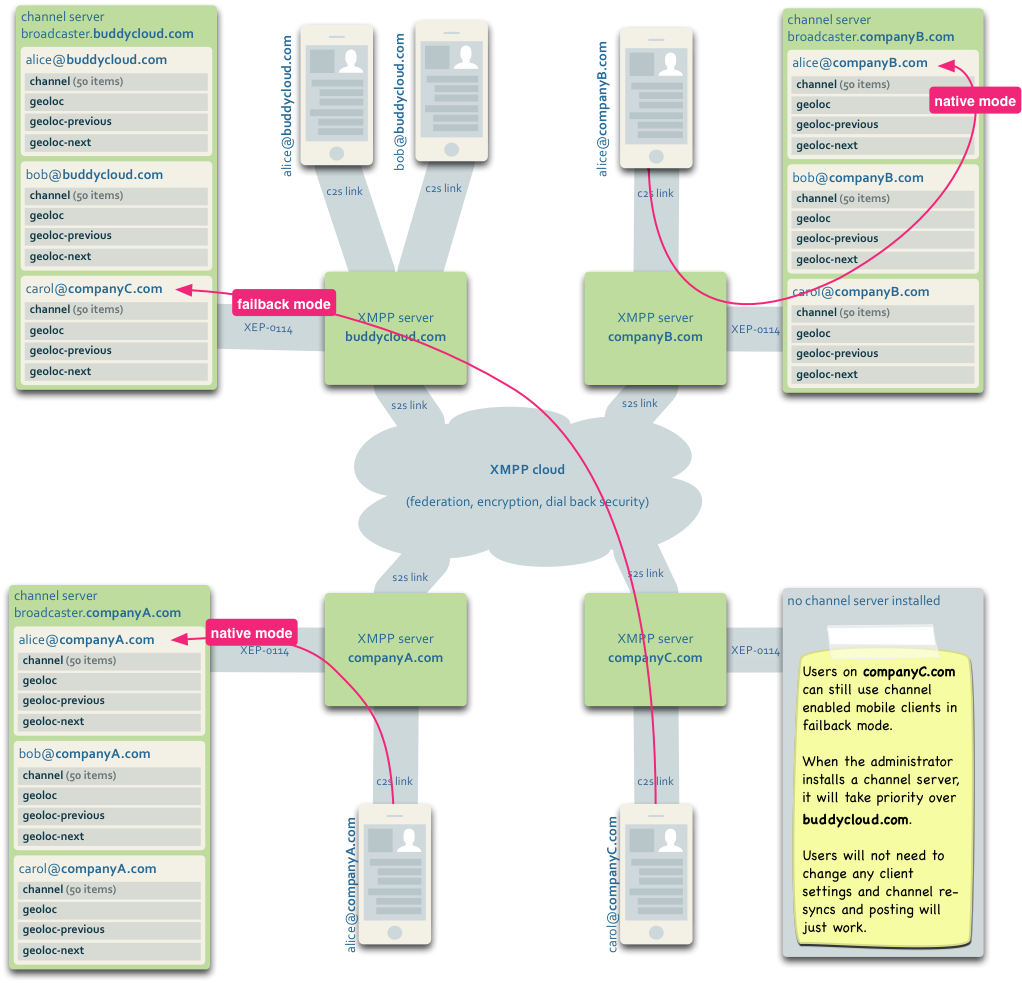 channel server
broadcaster.buddycloud.com
alice@buddycloud.com
channel (50 items)
geoloc
geoloc-previous
geoloc-next
bob@buddycloud.com
channel (50 items)
geoloc
geoloc-previous
geoloc-next
carol@companyC.com
channel (50 items)
geoloc
geoloc-previous
geoloc-next
alice@buddycloud.com
bob@buddycloud.com
c2s link
c2s link
failback mode
XEP-0114
XMPP server
buddycloud.com
s2s link
alice@companyB.com
c2s link
XMPP server
companyB.com
XEP-0114
s2s link
channel server
broadcaster.companyB.com
alice@companyB.com
native mode
channel (50 items)
geoloc
geoloc-previous
geoloc-next
bob@companyB.com
channel (50 items)
geoloc
geoloc-previous
geoloc-next
carol@companyB.com
channel (50 items)
geoloc
geoloc-previous
geoloc-next
XMPP cloud
(federation, encryption, dial back security)
s2s link
s2s link
channel server
broadcaster.companyA.com
alice@companyA.com
channel (50 items)
geoloc
geoloc-previous
geoloc-next
bob@companyA.com
channel (50 items)
geoloc
geoloc-previous
geoloc-next
carol@companyA.com
channel (50 items)
geoloc
geoloc-previous
geoloc-next
native mode
XEP-0114
XMPP server
companyA.com
c2s link
alice@companyA.com
XMPP server
companyC.com
XEP-0114
c2s link
carol@companyC.com
no channel server installed
Users on companyC.com
can still use channel
enabled mobile clients in
failback mode.
When the administrator
installs a channel server,
it will take priority over
buddycloud.com.
Users will not need to
change any client
settings and channel re-
syncs and posting will
just work.